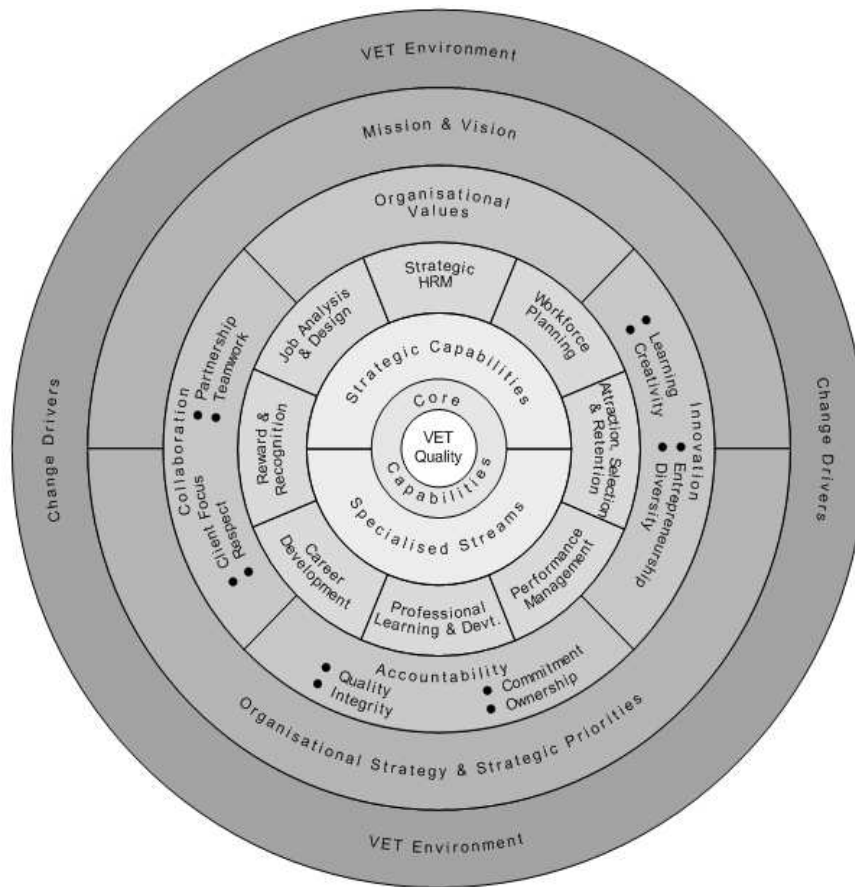 VET Environment
Mission & Vision
Organisational
Values
Strategic
HRM
Job Analysis
& Design
Workforce
Planning
Strategic Capabilities
Core
VET
Quality
Capabilities
Specialised Streams
Reward &
Recognition
Attraction, Selection
& Retention
Career
Development
Performance
Management
Professional
Learning & Devt.
Collaboration
• Partnership
• Teamwork
• Client Focus
• Respect
Innovation
• Learning
• Creativity
• Entrepreneurship
• Diversity
Accountability
• Quality
• Integrity
• Commitment
• Ownership
Change Drivers
Change Drivers
Organisational Strategy & Strategic Priorities
VET Environment